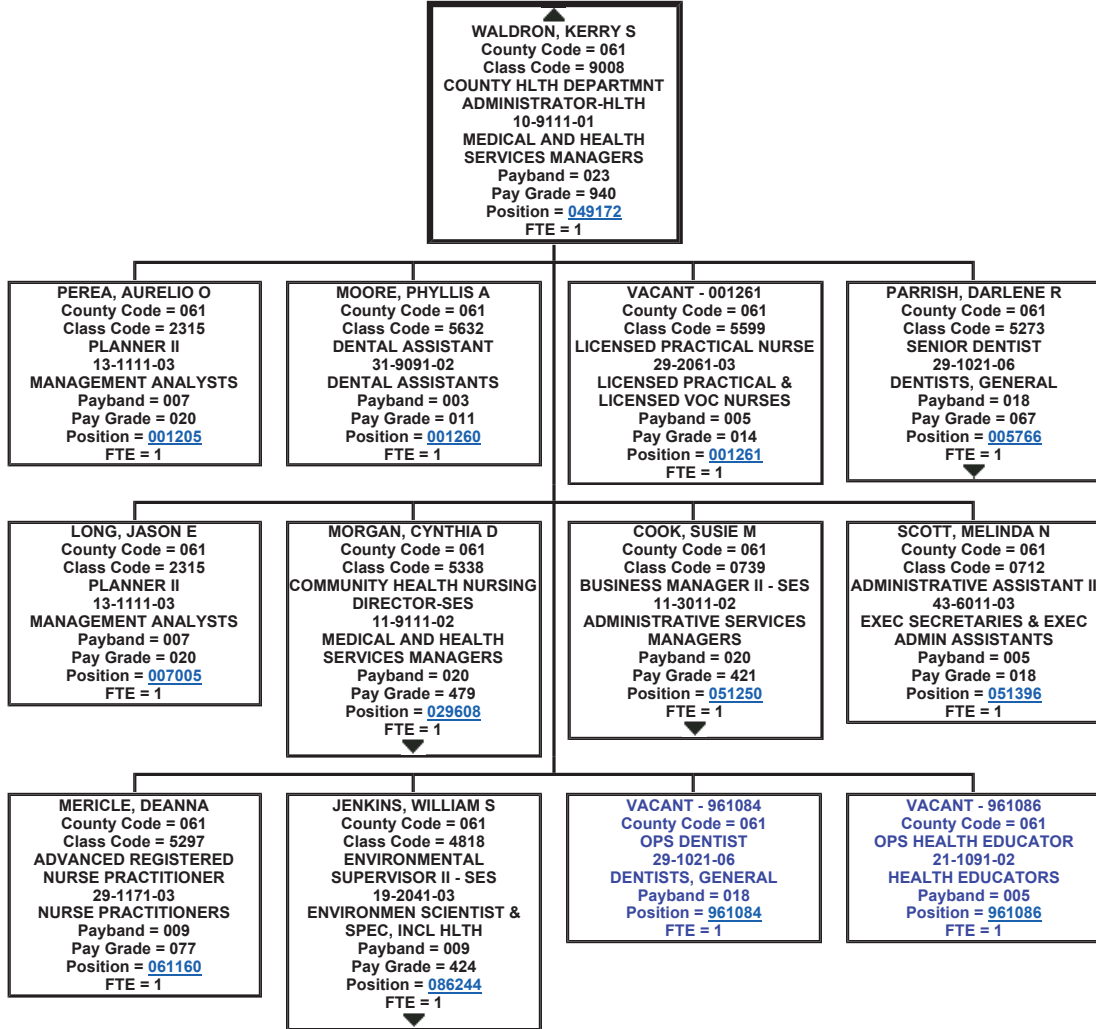 WALDRON, KERRY S
County Code = 061
Class Code = 9008
COUNTY HLTH DEPARTMNT
ADMINISTRATOR-HLTH
10-9111-01
MEDICAL AND HEALTH
SERVICES MANAGERS
Payband = 023
Pay Grade = 940
Position = 049172
FTE = 1
PEREA, AURELIO O
County Code = 061
Class Code = 2315
PLANNER II
13-1111-03
MANAGEMENT ANALYSTS
Payband = 007
Pay Grade = 020
Position = 001205
FTE = 1
MOORE, PHYLLIS A
County Code = 061
Class Code = 5632
DENTAL ASSISTANT
31-9091-02
DENTAL ASSISTANTS
Payband = 003
Pay Grade = 011
Position = 001260
FTE = 1
VACANT - 001261
County Code = 061
Class Code = 5599
LICENSED PRACTICAL NURSE
29-2061-03
LICENSED PRACTICAL &
LICENSED VOC NURSES
Payband = 005
Pay Grade = 014
Position = 001261
FTE = 1
PARRISH, DARLENE R
County Code = 061
Class Code = 5273
SENIOR DENTIST
29-1021-06
DENTISTS, GENERAL
Payband = 018
Pay Grade = 067
Position = 005766
FTE = 1
LONG, JASON E
County Code = 061
Class Code = 2315
PLANNER II
13-1111-03
MANAGEMENT ANALYSTS
Payband = 007
Pay Grade = 020
Position = 007005
FTE = 1
MORGAN, CYNTHIA D
County Code = 061
Class Code = 5338
COMMUNITY HEALTH NURSING
DIRECTOR-SES
11-9111-02
MEDICAL AND HEALTH
SERVICES MANAGERS
Payband = 020
Pay Grade = 479
Position = 029608
FTE = 1
COOK, SUSIE M
County Code = 061
Class Code = 0739
BUSINESS MANAGER II - SES
11-3011-02
ADMINISTRATIVE SERVICES
MANAGERS
Payband = 020
Pay Grade = 421
Position = 051250
FTE = 1
SCOTT, MELINDA N
County Code = 061
Class Code = 0712
ADMINISTRATIVE ASSISTANT II
43-6011-03
EXEC SECRETARIES & EXEC
ADMIN ASSISTANTS
Payband = 005
Pay Grade = 018
Position = 051396
FTE = 1
MERICLE, DEANNA
County Code = 061
Class Code = 5297
ADVANCED REGISTERED
NURSE PRACTITIONER
29-1171-03
NURSE PRACTITIONERS
Payband = 009
Pay Grade = 077
Position = 061160
FTE = 1
JENKINS, WILLIAM S
County Code = 061
Class Code = 4818
ENVIRONMENTAL
SUPERVISOR II - SES
19-2041-03
ENVIRONMEN SCIENTIST &
SPEC, INCL HLTH
Payband = 009
Pay Grade = 424
Position = 086244
FTE = 1
VACANT - 961084
County Code = 061
OPS DENTIST
29-1021-06
DENTISTS, GENERAL
Payband = 018
Position = 961084
FTE = 1
VACANT - 961086
County Code = 061
OPS HEALTH EDUCATOR
21-1091-02
HEALTH EDUCATORS
Payband = 005
Position = 961086
FTE = 1